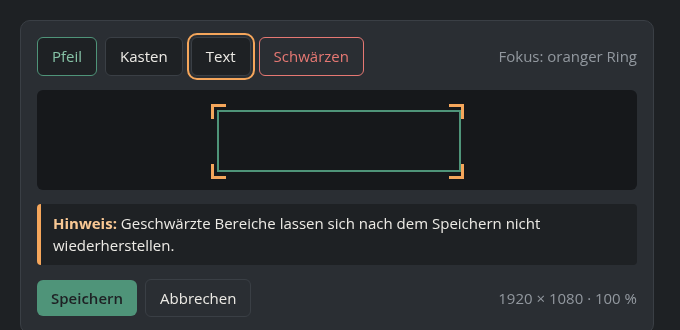 Pfeil Kasten Text Schwärzen Fokus: oranger Ring
Hinweis: Geschwärzte Bereiche lassen sich nach dem Speichern nicht
wiederherstellen.
Speichern Abbrechen 1920 × 1080 · 100 %